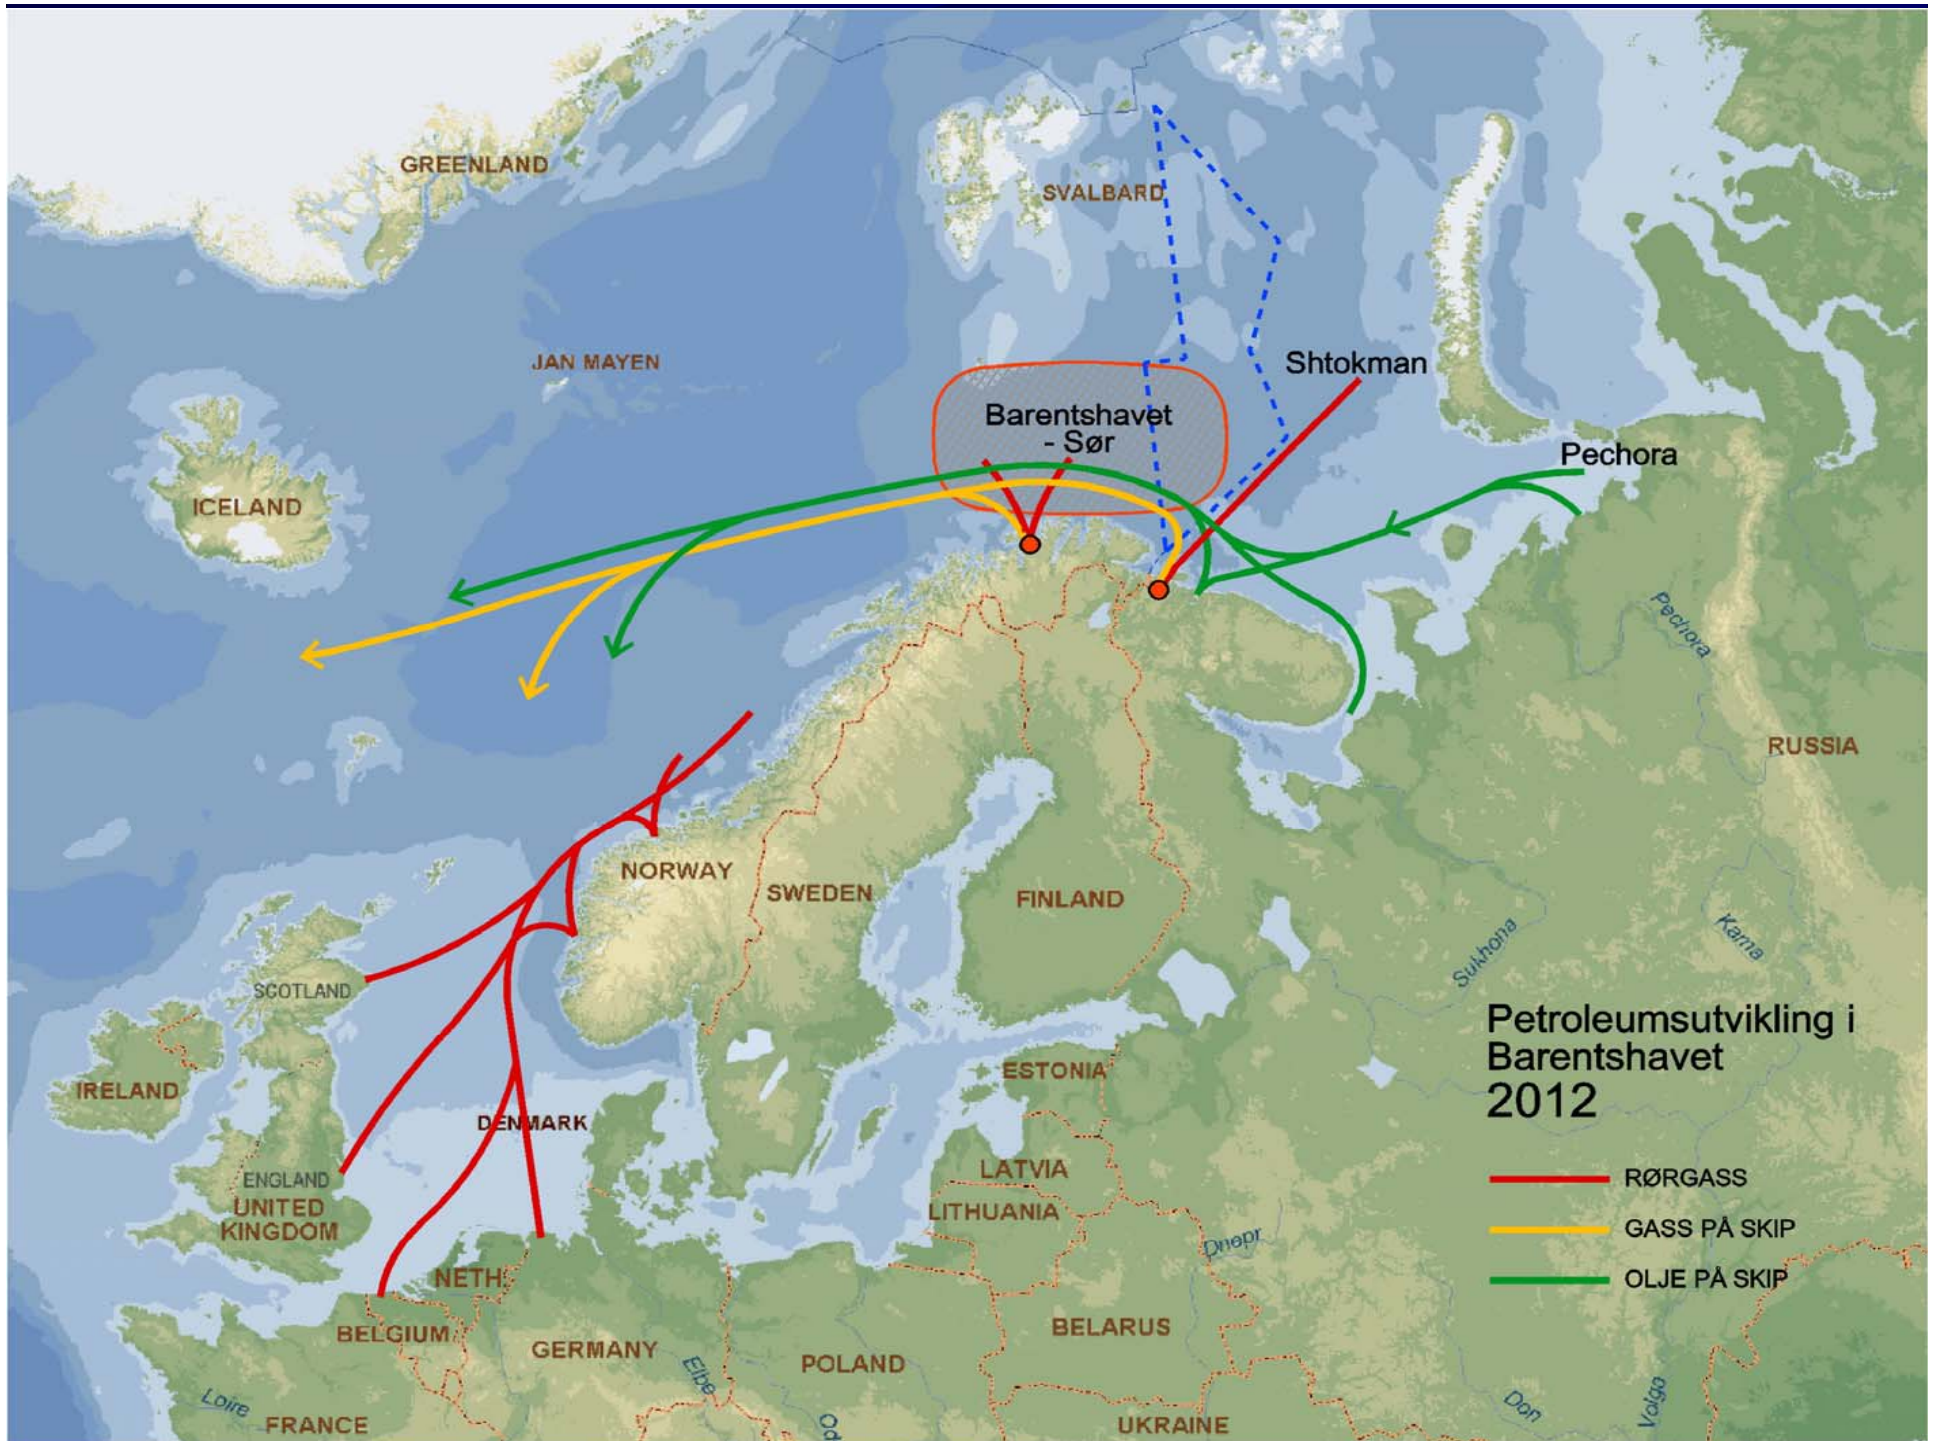 GREENLAND
SVALBARD
JAN MAYEN
Shtokman
Barentshavet
- Sør
Pechora
ICELAND
Pechora
RUSSIA
NORWAY
SWEDEN
FINLAND
Sukhona
Kama
SCOTLAND
Petroleumsutvikling i
Barentshavet
2012
IRELAND
ESTONIA
DENMARK
LATVIA
ENGLAND
RØRGASS
UNITED
KINGDOM
LITHUANIA
GASS PÅ SKIP
Dnepr
NETH.
OLJE PÅ SKIP
BELGIUM
GERMANY
BELARUS
POLAND
Elbe
Loire
FRANCE
Od
UKRAINE
Don
Volga